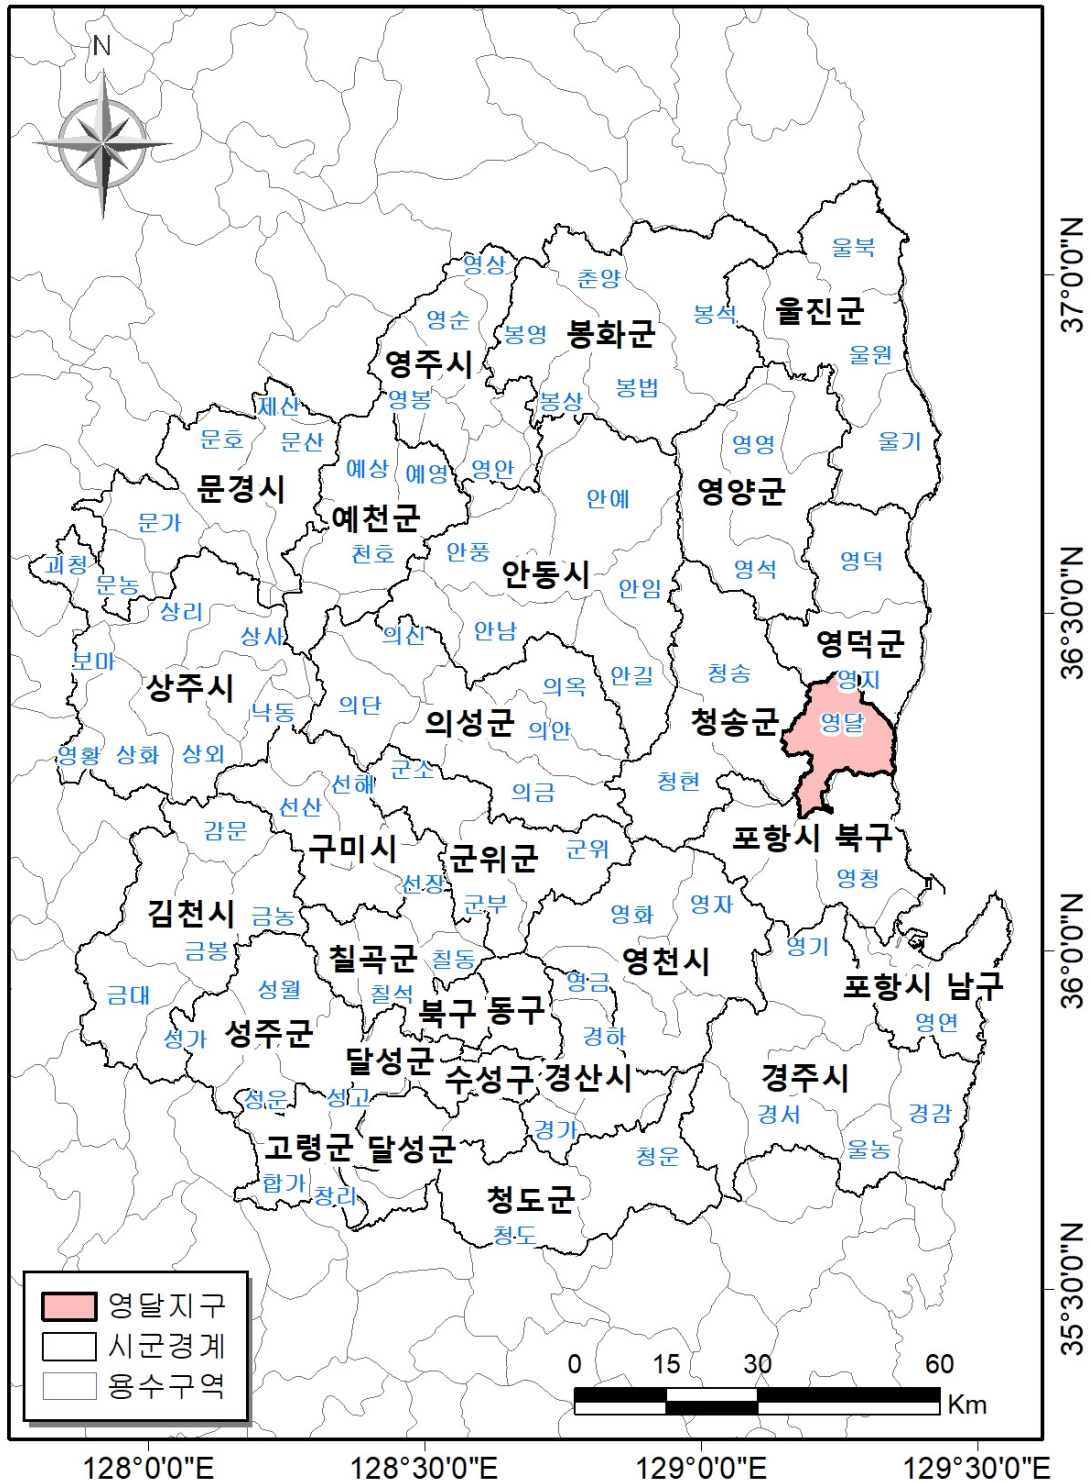 N
37°0'0"N
36°30'0"N
36°0'0"N
35°30'0"N
울북
영상
춘양
봉석
울진군
영순
봉영
봉화군
울원
영주시
제산
영봉
봉상
봉법
문호
문산
영영
울기
예상
예영
영안
문경시
안예
영양군
문가
예천군
천호
안풍
안동시
영석
영덕
괴청
문농
안임
상리
상사
의신
안남
영덕군
보마
상주시
의옥
안길
청송
영지
의단
낙동
의성군
의안
청송군
영달
영황
상화
상외
군소
선해
의금
청현
선산
감문
구미시
군위군
군위
포항시 북구
선장
영청
김천시
금농
군부
영화
영자
금봉
칠곡군
칠동
영천시
영기
금대
성월
칠석
영금
포항시 남구
북구
동구
성가
성주군
경하
영연
달성군
수성구
경산시
경주시
성운
성고
경가
경서
경감
고령군
달성군
청운
울농
합가
창리
청도군
청도
영달지구
시군경계
용수구역
0 15 30 60
Km
128°0'0"E 128°30'0"E 129°0'0"E 129°30'0"E